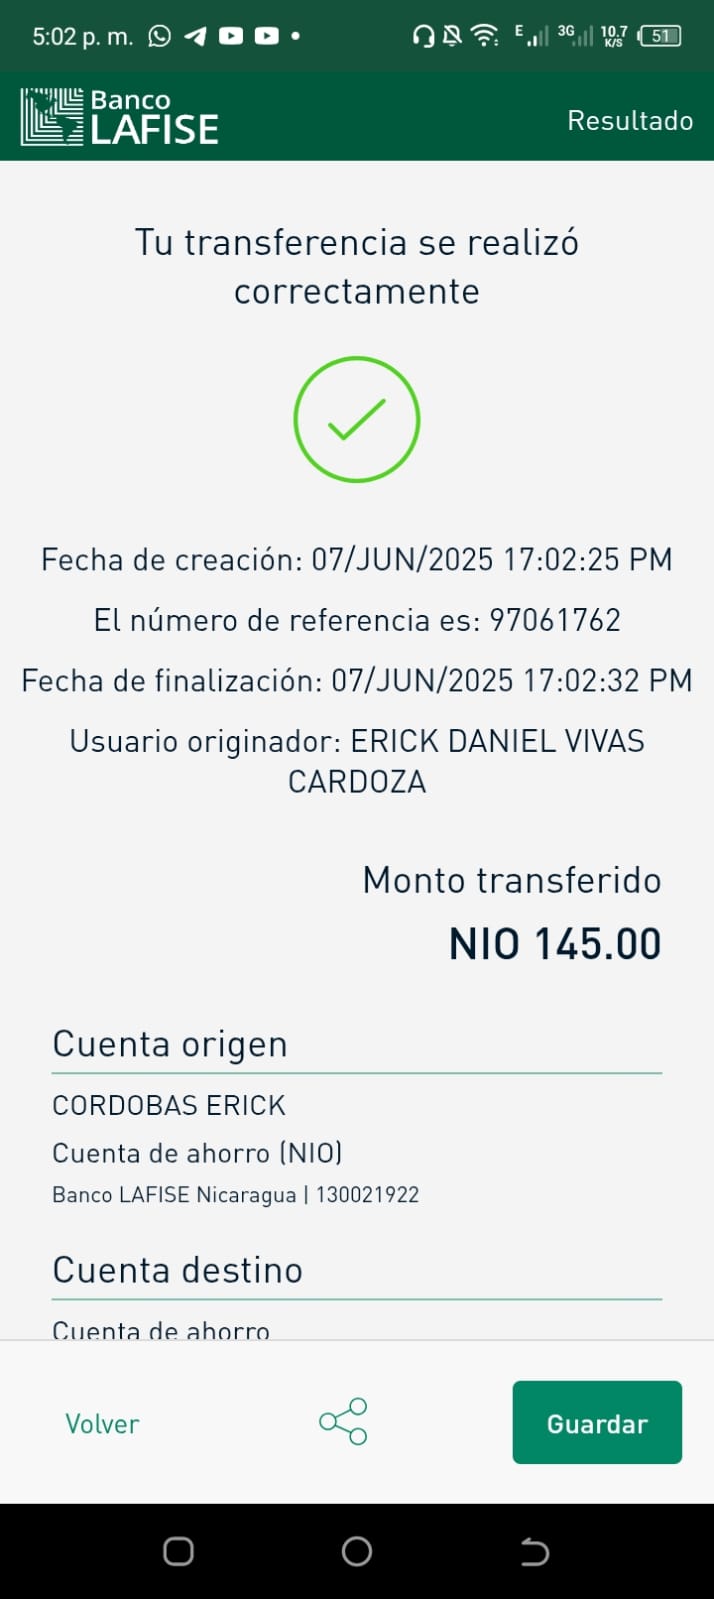 5:02 p. m.
E 3G 10.7 K/S 51
Banco
LAFISE
Resultado
Tu transferencia se realizó
correctamente
Fecha de creación: 07/JUN/2025 17:02:25 PM
El número de referencia es: 97061762
Fecha de finalización: 07/JUN/2025 17:02:32 PM
Usuario originador: ERICK DANIEL VIVAS
CARDOZA
Monto transferido
NIO 145.00
Cuenta origen
CORDOBAS ERICK
Cuenta de ahorro (NIO)
Banco LAFISE Nicaragua | 130021922
Cuenta destino
Cuenta de ahorro
Volver
Guardar